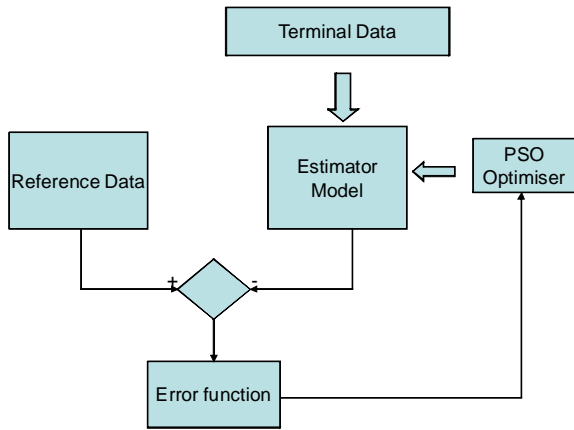 Terminal Data
Reference Data
Estimator
Model
PSO
Optimiser
+
-
Error function